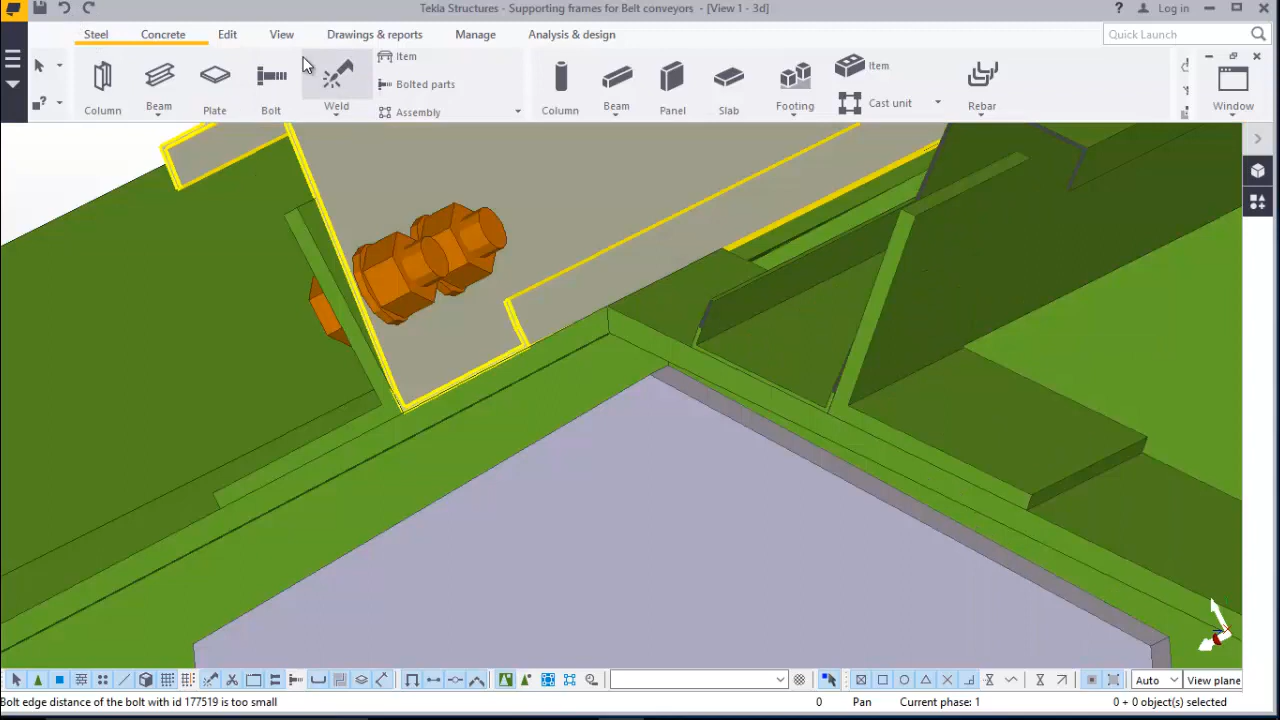 Tekla Structures - Supporting frames for Belt conveyors - [View 1 - 3d]
? Log in
Steel Concrete Edit View Drawings & reports Manage Analysis & design
Quick Launch
Column Beam Plate Bolt Weld
Item
Bolted parts
Assembly
Column Beam Panel Slab Footing
Item
Cast unit
Rebar
Window
Auto
View plane
Bolt edge distance of the bolt with id 177519 is too small
0
Pan
Current phase: 1
0 + 0 object(s) selected